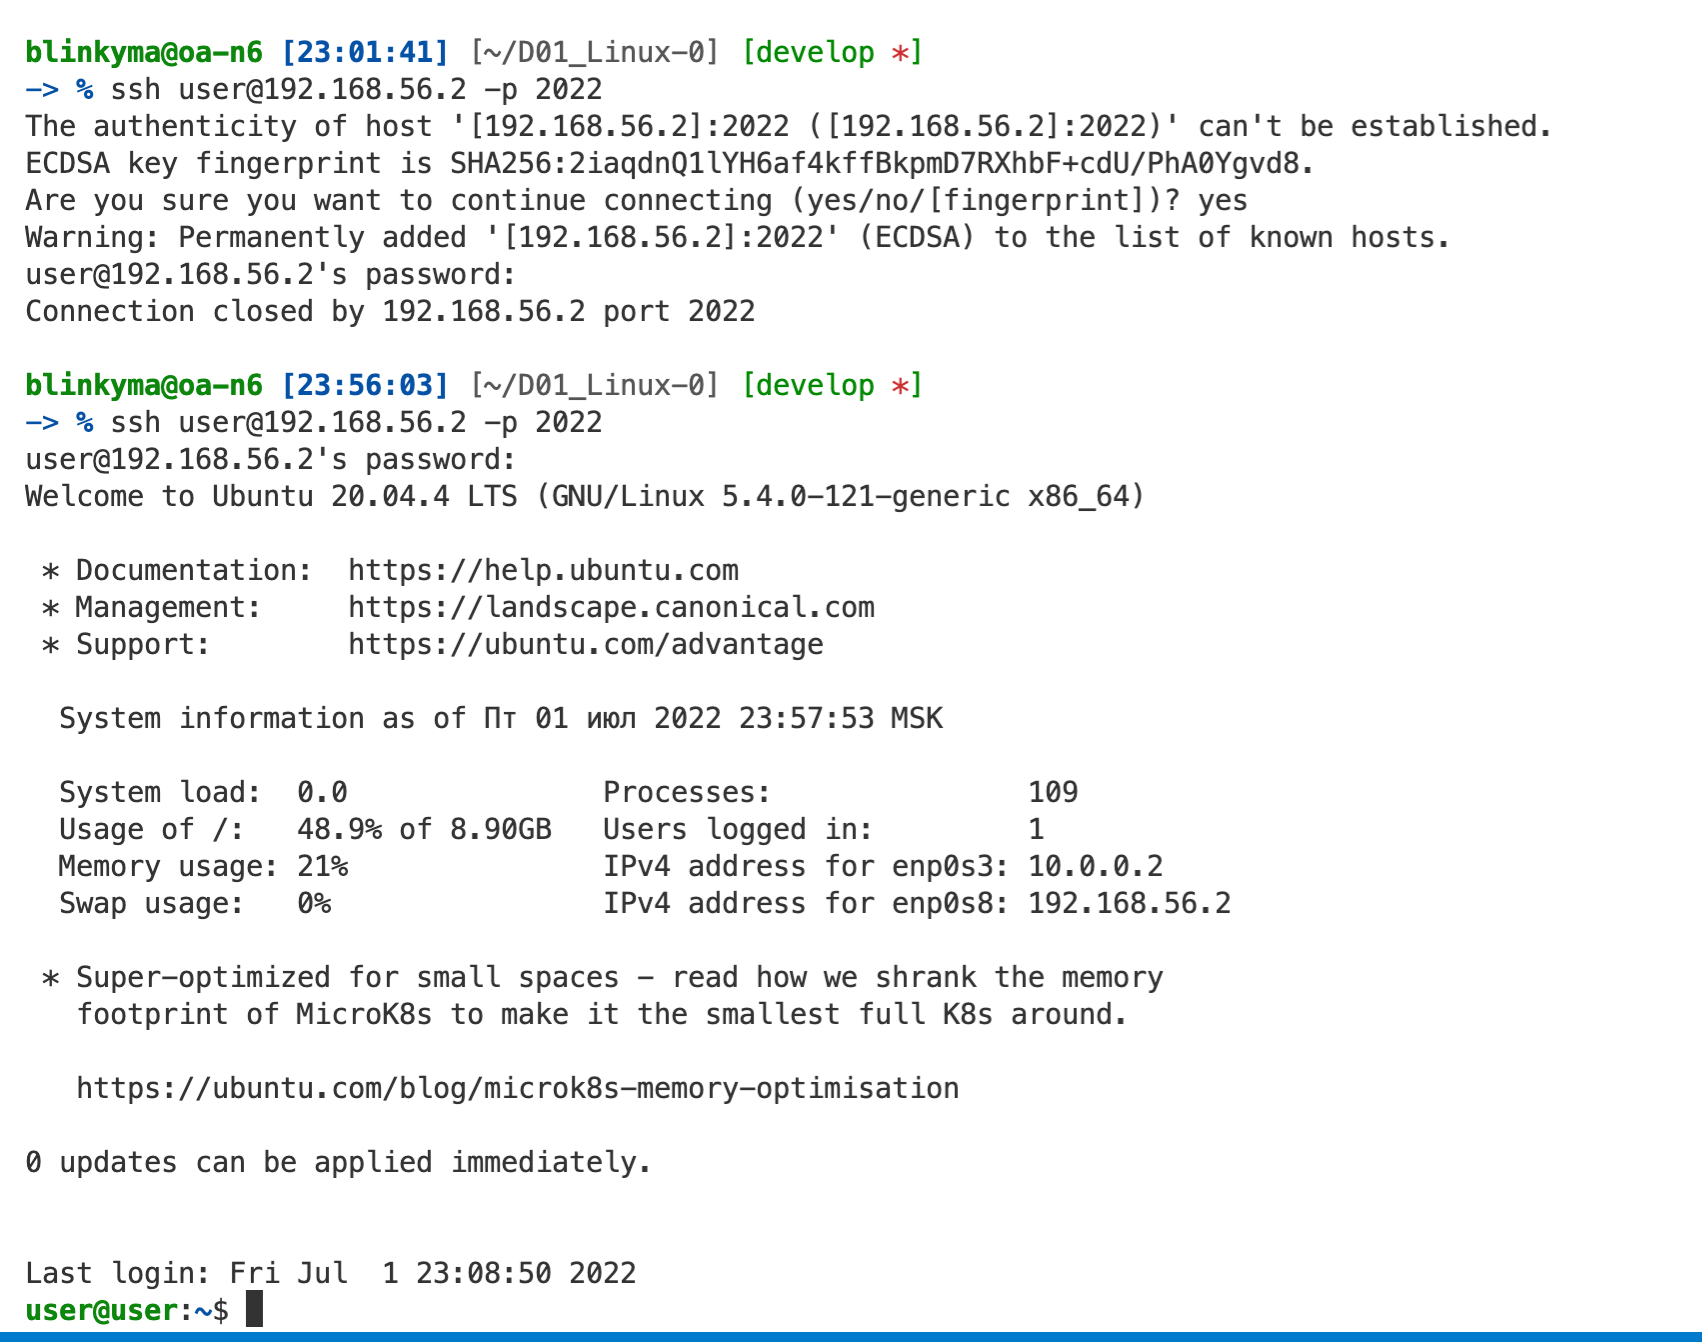 blinkyma@oa-n6 [23:01:41] [~/D01_Linux-0] [develop *]
-> % ssh user@192.168.56.2 -p 2022
The authenticity of host '[192.168.56.2]:2022 ([192.168.56.2]:2022)' can't be established.
ECDSA key fingerprint is SHA256:2iaqdnQ1lYH6af4kffBkpmD7RXhbF+cdU/PhA0Ygvd8.
Are you sure you want to continue connecting (yes/no/[fingerprint])? yes
Warning: Permanently added '[192.168.56.2]:2022' (ECDSA) to the list of known hosts.
user@192.168.56.2's password:
Connection closed by 192.168.56.2 port 2022
blinkyma@oa-n6 [23:56:03] [~/D01_Linux-0] [develop *]
-> % ssh user@192.168.56.2 -p 2022
user@192.168.56.2's password:
Welcome to Ubuntu 20.04.4 LTS (GNU/Linux 5.4.0-121-generic x86_64)
* Documentation:  https://help.ubuntu.com
* Management:     https://landscape.canonical.com
* Support:        https://ubuntu.com/advantage
System information as of Пт 01 июл 2022 23:57:53 MSK
System load:  0.0               Processes:               109
Usage of /:   48.9% of 8.90GB   Users logged in:         1
Memory usage: 21%               IPv4 address for enp0s3: 10.0.0.2
Swap usage:   0%                IPv4 address for enp0s8: 192.168.56.2
* Super-optimized for small spaces - read how we shrank the memory
footprint of MicroK8s to make it the smallest full K8s around.
https://ubuntu.com/blog/microk8s-memory-optimisation
0 updates can be applied immediately.
Last login: Fri Jul  1 23:08:50 2022
user@user:~$